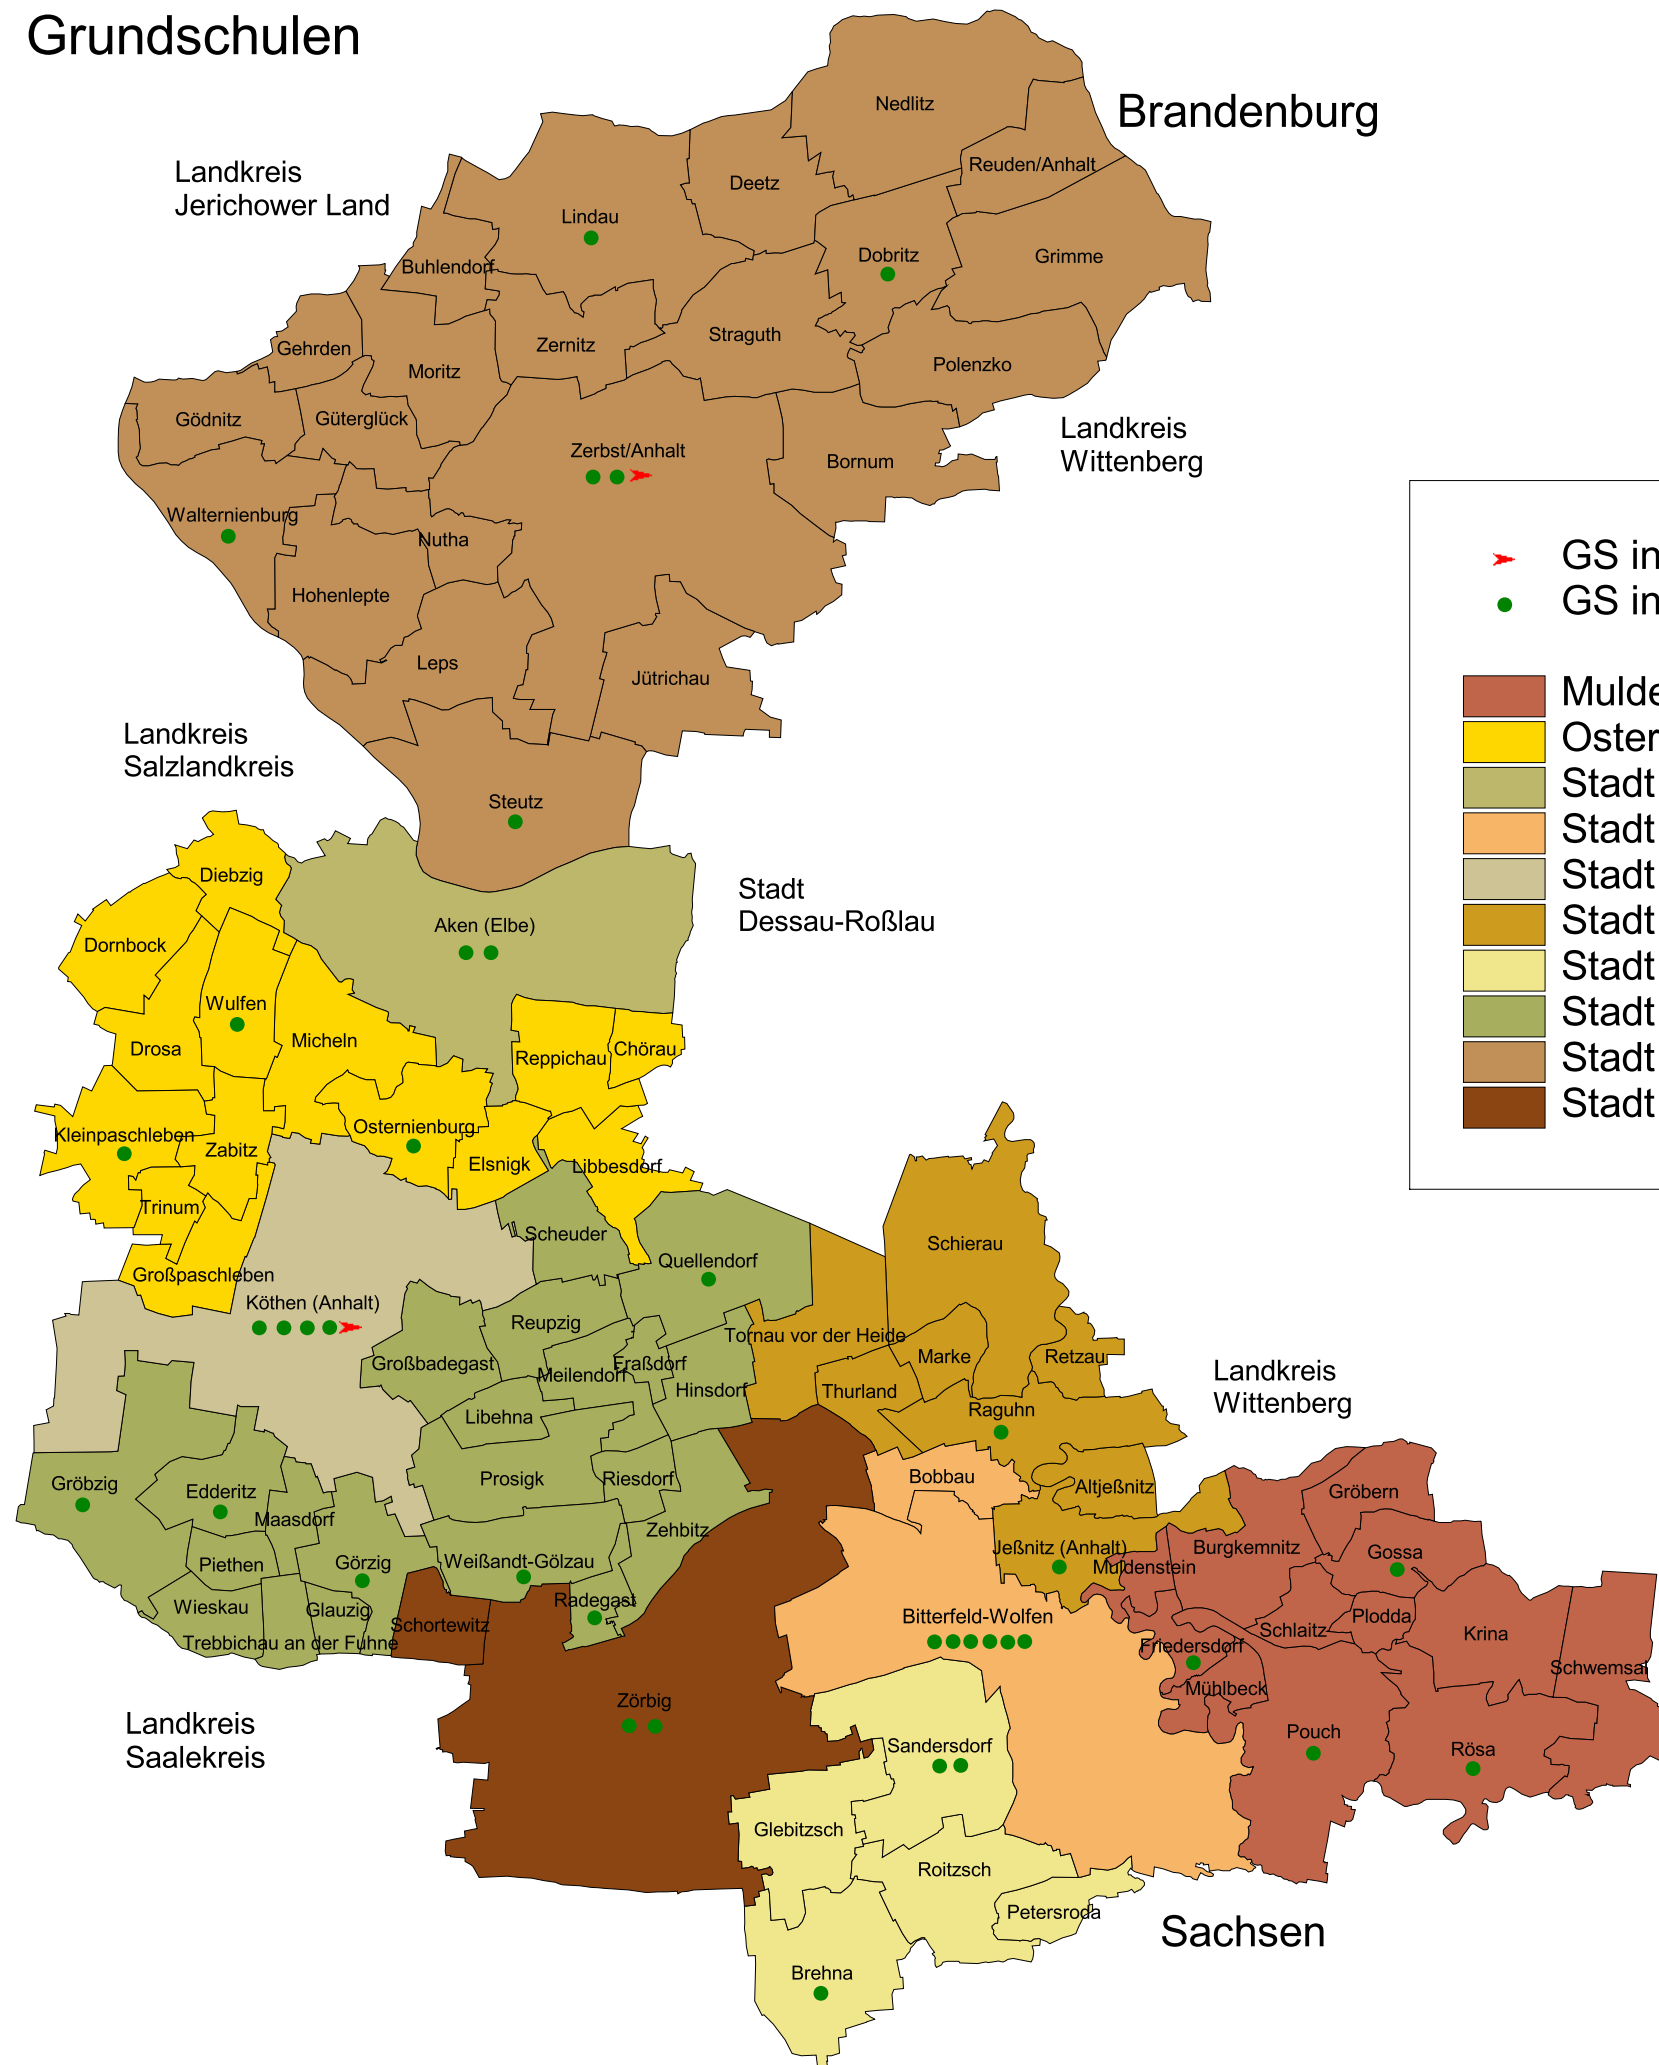 Grundschulen
Brandenburg
Nedlitz
Reuden/Anhalt
Landkreis
Jerichower Land
Deetz
Lindau
Dobritz
Grimme
Buhlendorf
Straguth
Zernitz
Gehrden
Moritz
Polenzko
Gödnitz
Güterglück
Landkreis
Wittenberg
Zerbst/Anhalt
Bornum
Walternienburg
Nutha
Hohenlepte
Leps
Jütrichau
GS in
GS in
Mulde
Oster
Stadt
Stadt
Stadt
Stadt
Stadt
Stadt
Stadt
Stadt
Landkreis
Salzlandkreis
Steutz
Diebzig
Stadt
Dessau-Roßlau
Aken (Elbe)
Dornbock
Wulfen
Micheln
Drosa
Reppichau
Chörau
Osternienburg
Kleinpaschleben
Zabitz
Elsnigk
Libbesdorf
Trinum
Scheuder
Schierau
Quellendorf
Großpaschleben
Köthen (Anhalt)
Reupzig
Tornau vor der Heide
Marke
Retzau
Großbadegast
Fraßdorf
Meilendorf
Hinsdorf
Thurland
Landkreis
Wittenberg
Libehna
Raguhn
Prosigk
Riesdorf
Bobbau
Altjeßnitz
Gröbzig
Edderitz
Gröbern
Maasdorf
Zehbitz
Jeßnitz (Anhalt)
Burgkemnitz
Gossa
Piethen
Görzig
Weißandt-Gölzau
Muldenstein
Wieskau
Glauzig
Radegast
Schortewitz
Bitterfeld-Wolfen
Plodda
Schlaitz
Krina
Trebbichau an der Fuhne
Friedersdorf
Schwemsal
Mühlbeck
Zörbig
Landkreis
Saalekreis
Pouch
Sandersdorf
Rösa
Glebitzsch
Roitzsch
Petersroda
Sachsen
Brehna